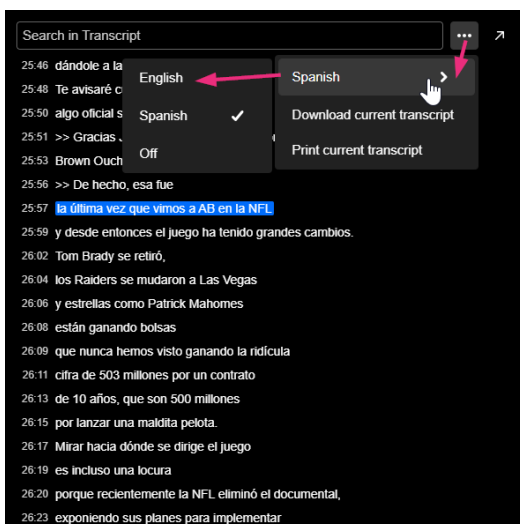 Search in Transcript
...
25:46 dándole a la
English
Spanish
25:48 Te avisaré
Spanish
Download current transcript
25:50 algo oficial
25:51 >> Gracias
Off
Print current transcript
25:53 Brown Ouch
25:56 >> De hecho, esa fue
25:57 la última vez que vimos a AB en la NFL
25:59 y desde entonces el juego ha tenido grandes cambios.
26:02 Tom Brady se retiró,
26:04 los Raiders se mudaron a Las Vegas
26:06 y estrellas como Patrick Mahomes
26:08 están ganando bolsas
26:09 que nunca hemos visto ganando la ridícula
26:11 cifra de 503 millones por un contrato
26:13 de 10 años, que son 500 millones
26:15 por lanzar una maldita pelota.
26:17 Mirar hacia dónde se dirige el juego
26:19 es incluso una locura
26:20 porque recientemente la NFL eliminó el documental,
26:23 exponiendo sus planes para implementar